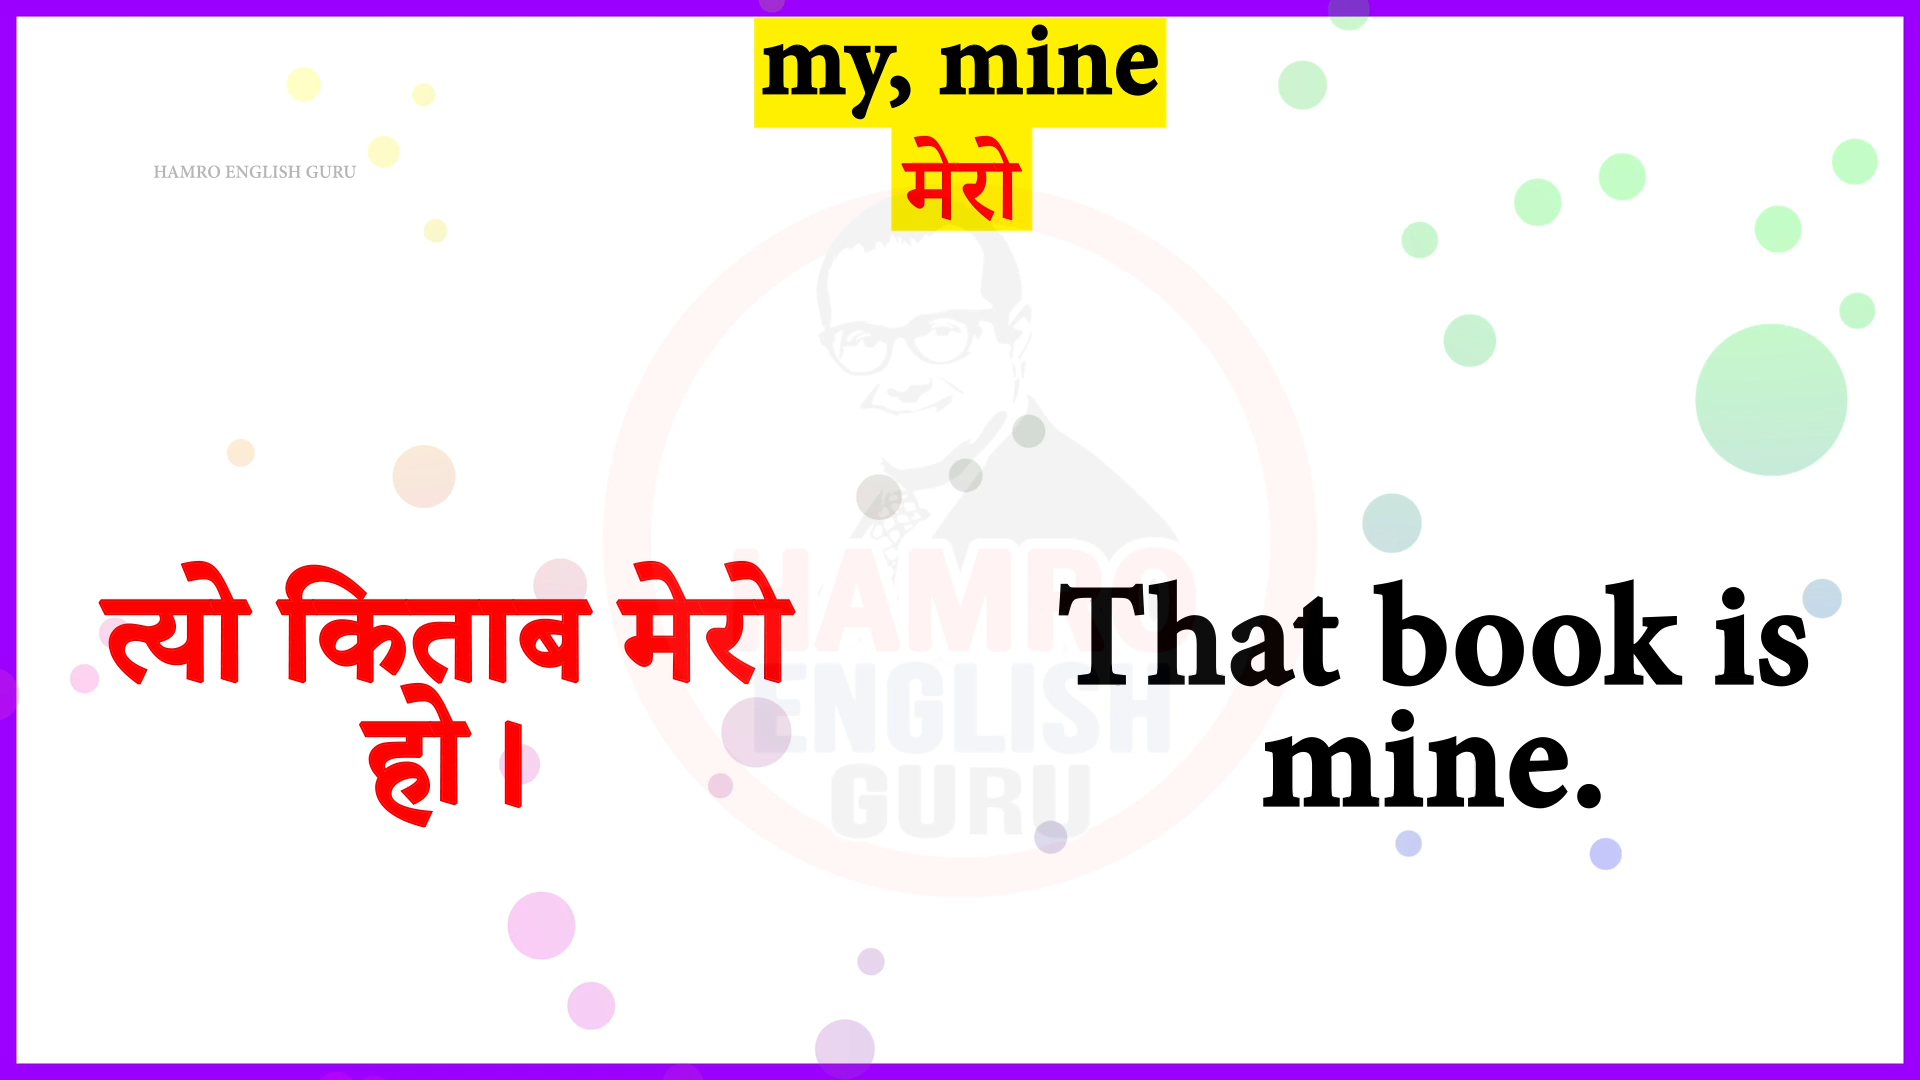 my, mine
मेरो
HAMRO ENGLISH GURU
त्यो किताब मेरो
हो ।
That book is
mine.
HAMRO
ENGLISH
GURU